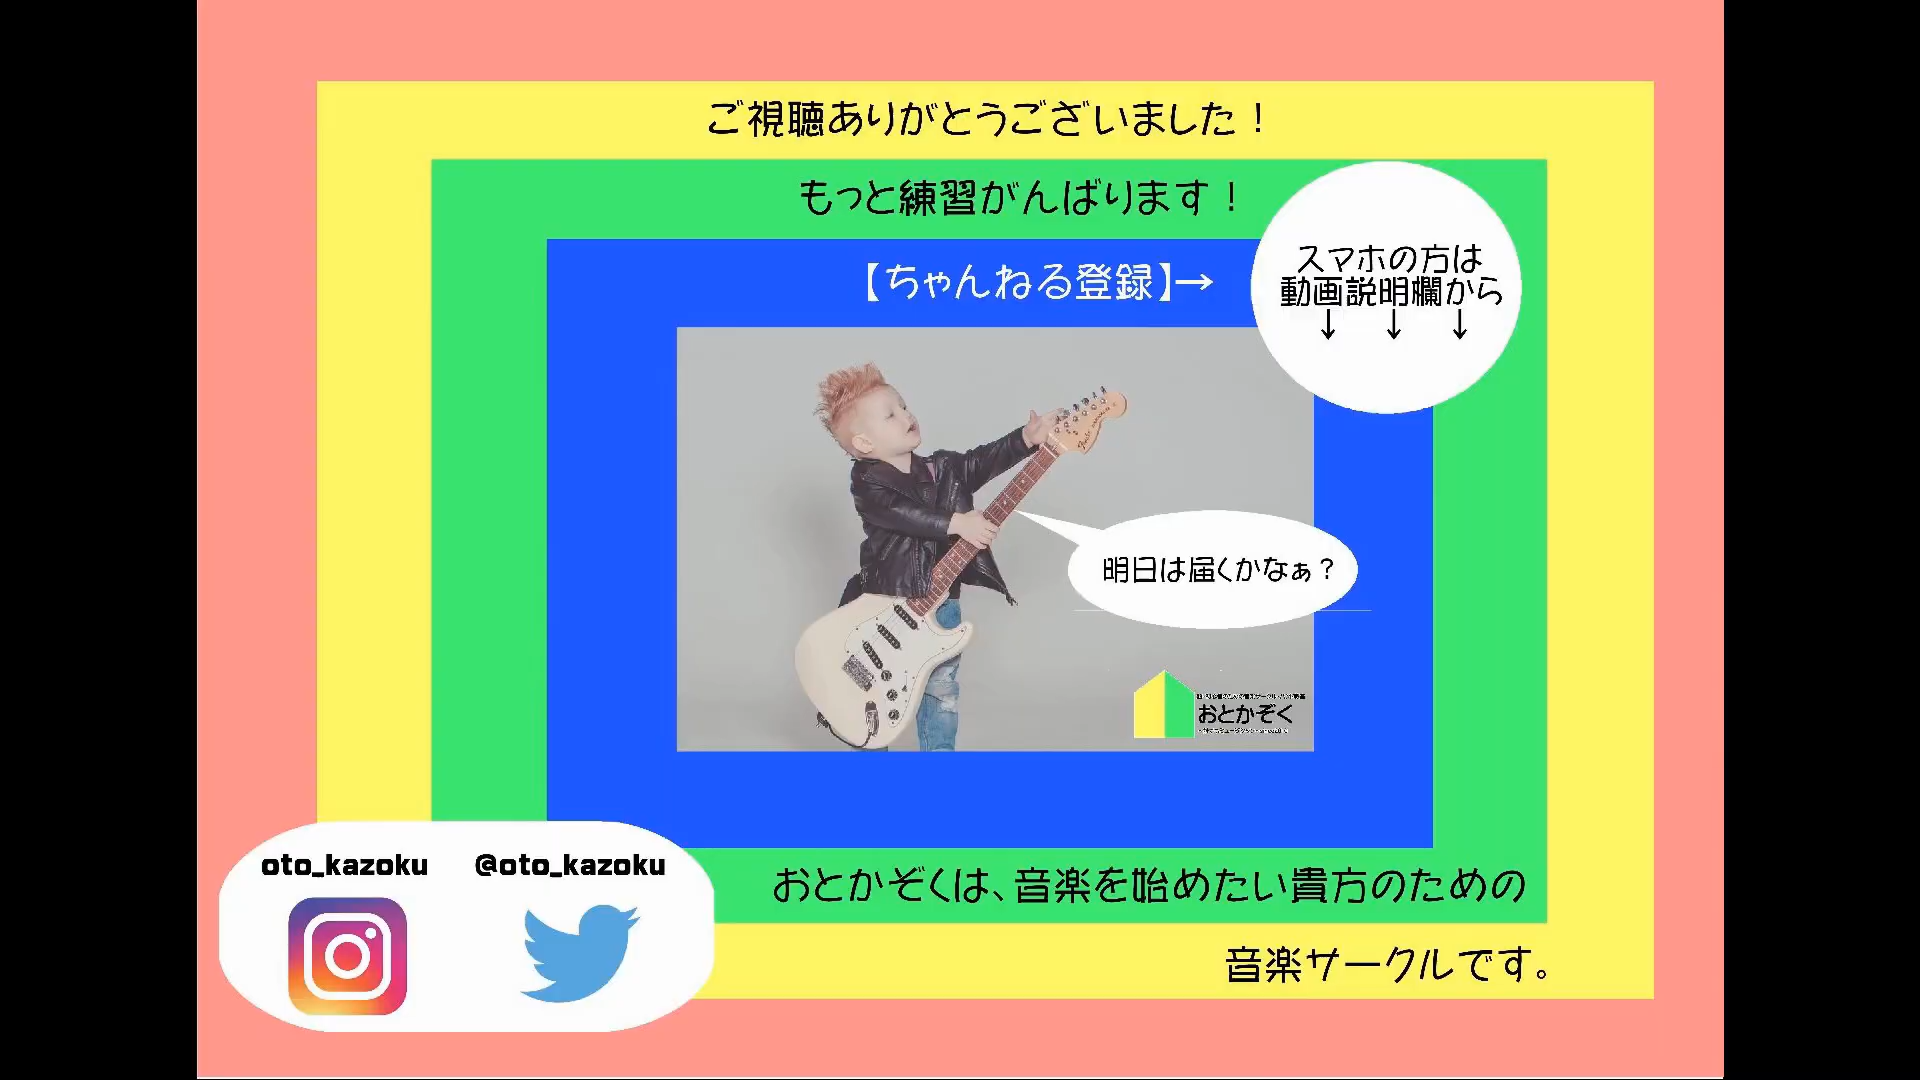 ご視聴ありがとうございました！
もっと練習がんばります！
【ちゃんねる登録】→
スマホの方は
動画説明欄から
↓ ↓ ↓
明日は届くかなぁ？
おとかぞく
oto_kazoku
@oto_kazoku
おとかぞくは、音楽を始めたい貴方のための
音楽サークルです。